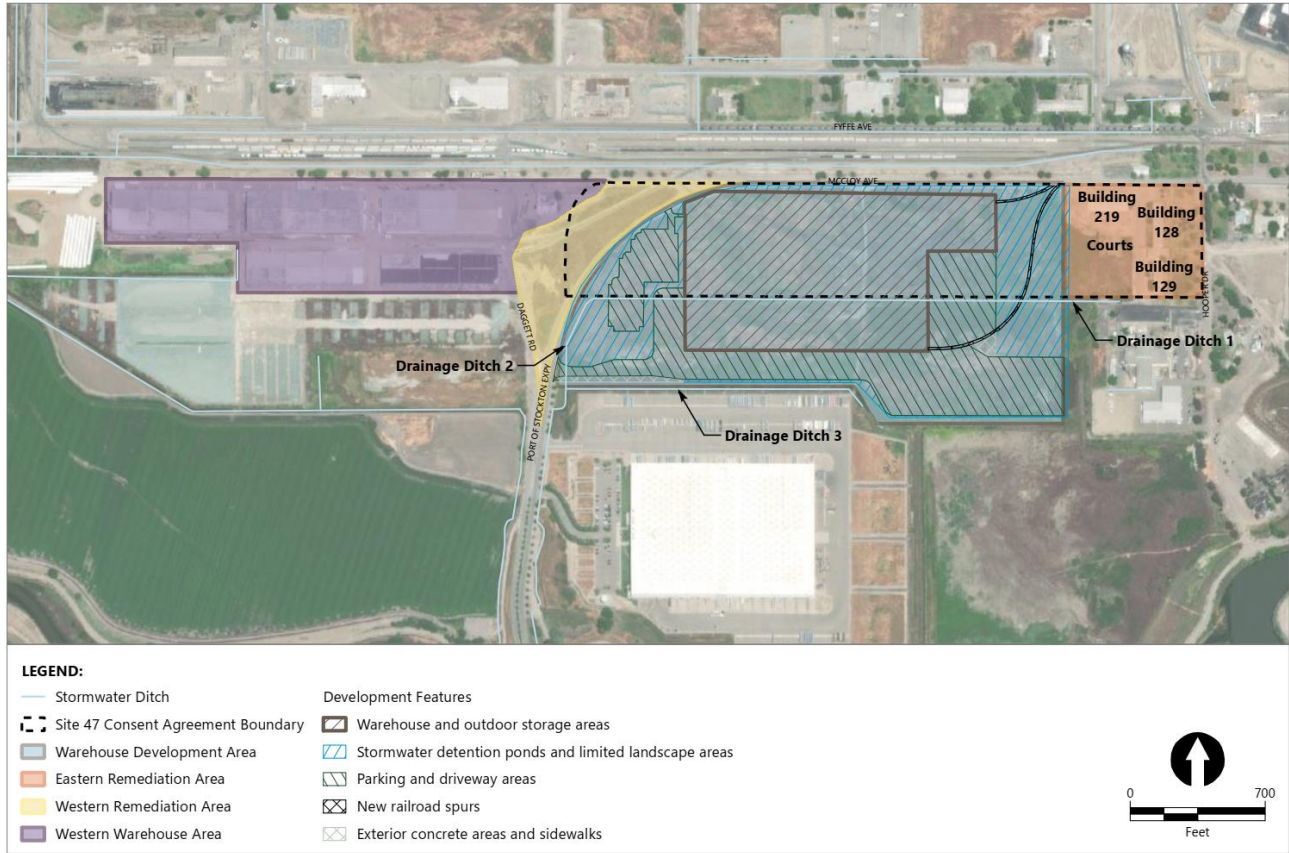 FYFFE AVE
MCCLOY AVE
Building
219
Building
128
Courts
Building
129
HOOPER DR
DAGGETT RD
Drainage Ditch 1
Drainage Ditch 2
PORT OF STOCKTON EXPY
Drainage Ditch 3
LEGEND:
Stormwater Ditch
Site 47 Consent Agreement Boundary
Warehouse Development Area
Eastern Remediation Area
Western Remediation Area
Western Warehouse Area
Development Features
Warehouse and outdoor storage areas
Stormwater detention ponds and limited landscape areas
Parking and driveway areas
New railroad spurs
Exterior concrete areas and sidewalks
0 700
Feet